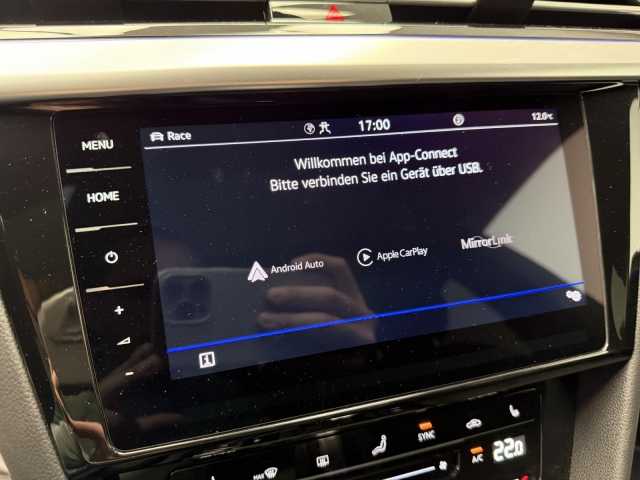 MENU
HOME
Race
17:00
12.0°C
Willkommen bei App-Connect
Bitte verbinden Sie ein Gerät über USB.
Android Auto
Apple CarPlay
MirrorLink
+
-
MAX
SYNC
A/C
22.0